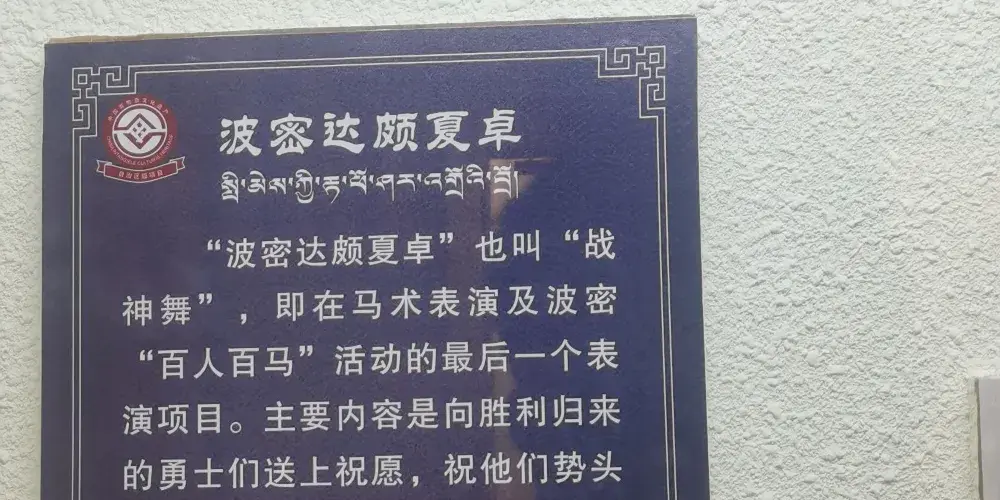 波密达颇夏卓
“波密达颇夏卓”也叫“战
神舞”，即在马术表演及波密
“百人百马”活动的最后一个表
演项目。主要内容是向胜利归来
的勇士们送上祝愿，祝他们势头